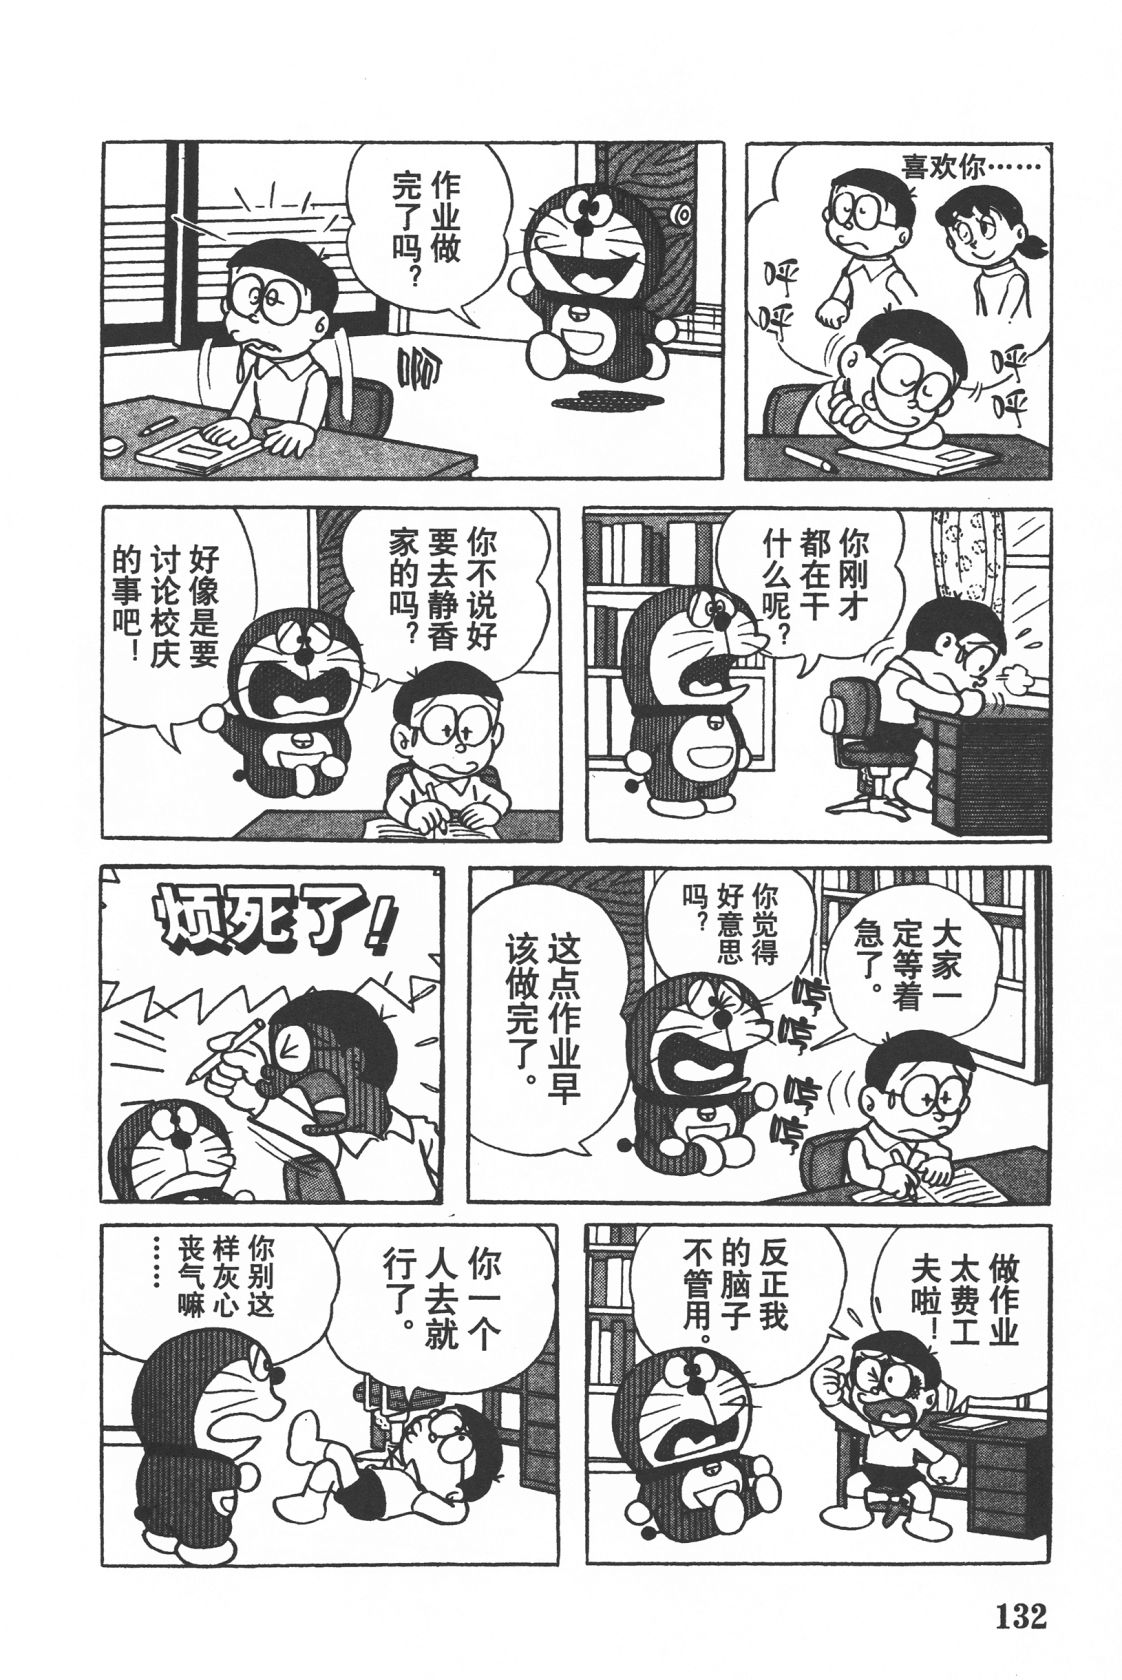 喜欢你……
呼
呼
呼
呼
作业做
完了吗？
啊
你刚才
都在干
什么呢？
你不说好
要去静香
家的吗？
好像是要
讨论校庆
的事吧！
大家一
定等着
急了。
你觉得
好意思
吗？
这点作业早
该做完了。
烦死了！
做作业
太费工
夫啦！
反正我
的脑子
不管用。
你一个
人去就
行了。
你别这
样灰心
丧气嘛
……
132